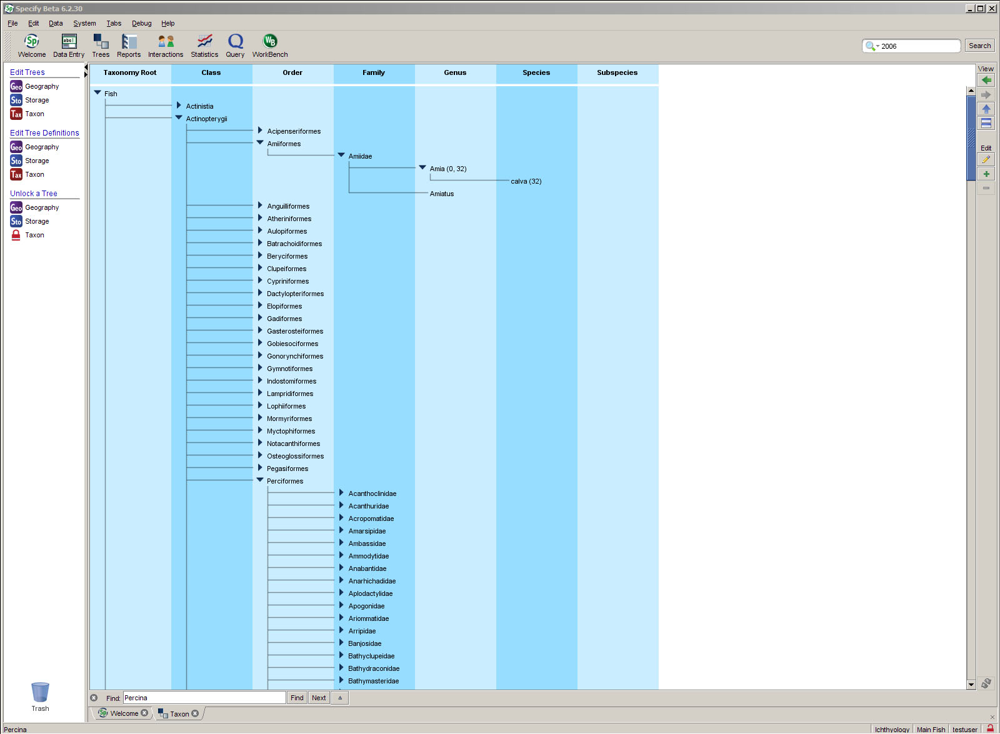 Specify Beta 6.2.30
File Edit Data System Tabs Debug Help
Welcome Data Entry Trees Reports Interactions Statistics Query WorkBench
2006 Search
Edit Trees
Geo Geography
Sto Storage
Tax Taxon
Edit Tree Definitions
Geo Geography
Sto Storage
Tax Taxon
Unlock a Tree
Geo Geography
Sto Storage
Taxon
Trash
Taxonomy Root Class Order Family Genus Species Subspecies
Fish
Actinistia
Actinopterygii
Acipenseriformes
Amiiformes
Amiidae
Amia (0, 32)
calva (32)
Amiatus
Anguilliformes
Atheriniformes
Aulopiformes
Batrachoidiformes
Beryciformes
Clupeiformes
Cypriniformes
Dactylopteriformes
Elopiformes
Gadiformes
Gasterosteiformes
Gobiesociformes
Gonorynchiformes
Gymnotiformes
Indostomiformes
Lampridiformes
Lophiiformes
Mormyriformes
Myctophiformes
Notacanthiformes
Osteoglossiformes
Pegasiformes
Perciformes
Acanthoclinidae
Acanthuridae
Acropomatidae
Amarsipidae
Ambassidae
Ammodytidae
Anabantidae
Anarhichadidae
Aplodactylidae
Apogonidae
Ariommatidae
Arripidae
Banjosidae
Bathyclupeidae
Bathydraconidae
Bathymasteridae
View
Edit
Find: Percina Find Next
Welcome Taxon
Percina
Ichthyology Main Fish testuser